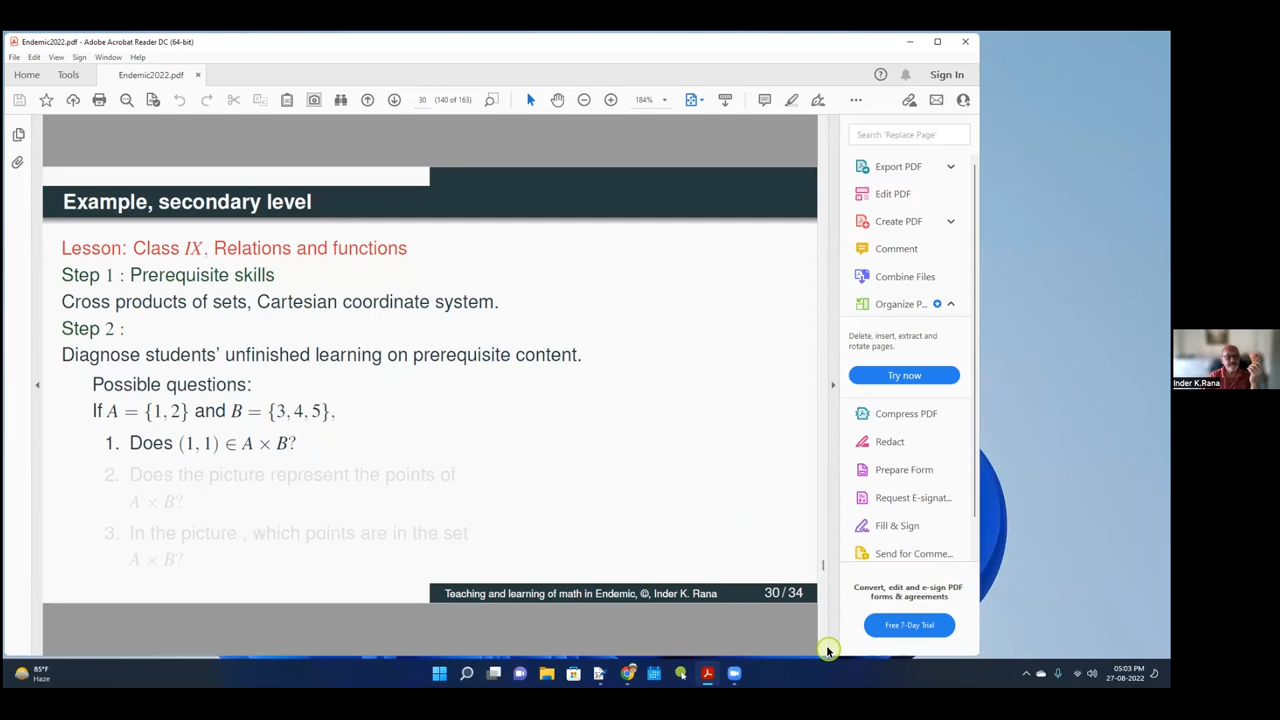 Endemic2022.pdf - Adobe Acrobat Reader DC (64-bit)
File Edit View Sign Window Help
Home Tools Endemic2022.pdf × Sign In
30 (140 of 163) 184%
Search 'Replace Page'
Export PDF
Edit PDF
Create PDF
Comment
Combine Files
Organize P...
Delete, insert, extract and
rotate pages.
Try now
Compress PDF
Redact
Prepare Form
Request E-signat...
Fill & Sign
Send for Comme...
Convert, edit and e-sign PDF
forms & agreements
Free 7-Day Trial
Example, secondary level
Lesson: Class IX, Relations and functions
Step 1 : Prerequisite skills
Cross products of sets, Cartesian coordinate system.
Step 2 :
Diagnose students' unfinished learning on prerequisite content.
Possible questions:
If A = {1, 2} and B = {3, 4, 5},
1. Does (1, 1) ∈ A × B?
2. Does the picture represent the points of
A × B?
3. In the picture , which points are in the set
A × B?
Teaching and learning of math in Endemic, ©, Inder K. Rana 30 / 34
Inder K.Rana
85°F
Haze
05:03 PM
27-08-2022